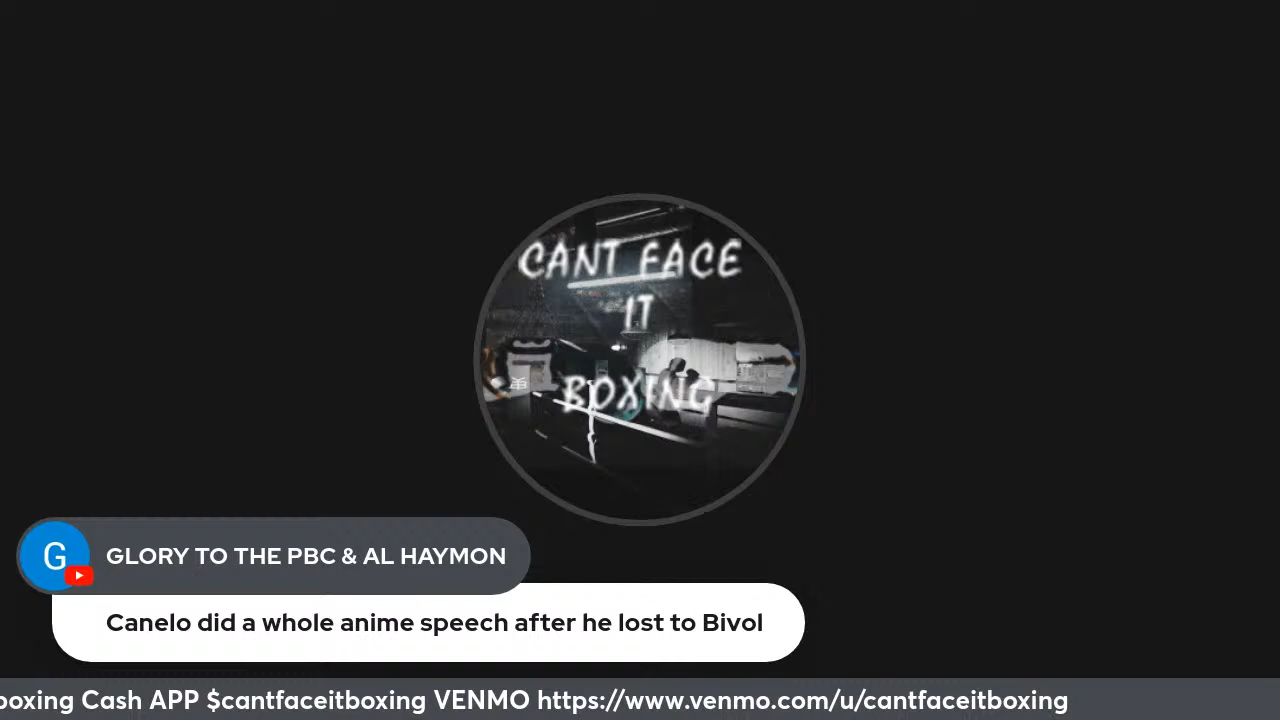 CANT FACE
IT
BOXING
G
GLORY TO THE PBC & AL HAYMON
Canelo did a whole anime speech after he lost to Bivol
boxing Cash APP $cantfaceitboxing VENMO https://www.venmo.com/u/cantfaceitboxing